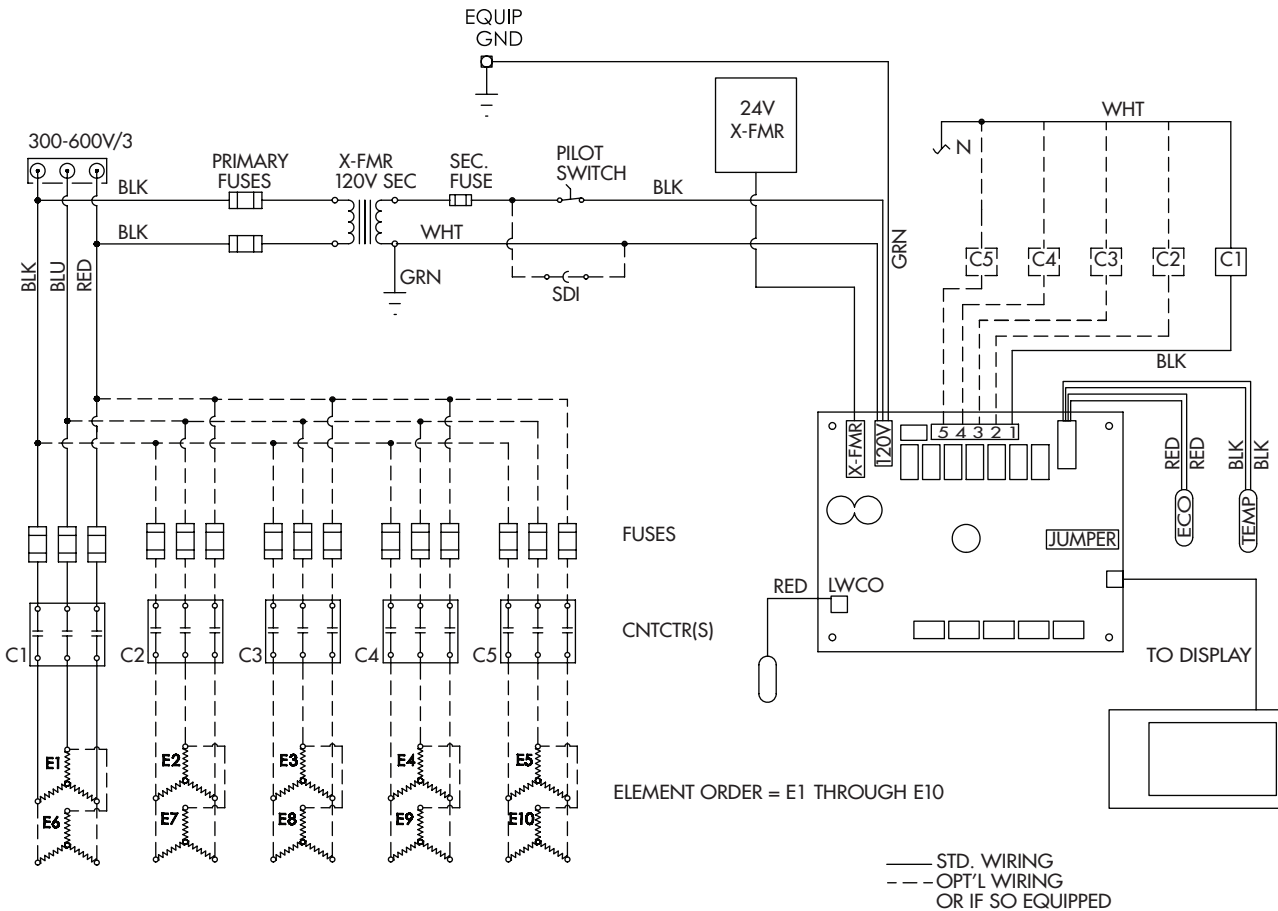 EQUIP
GND
300-600V/3
BLK
PRIMARY
FUSES
X-FMR
120V SEC
SEC.
FUSE
PILOT
SWITCH
BLK
24V
X-FMR
WHT
N
BLK
WHT
GRN
GRN
SDI
BLK
BLU
RED
C5
C4
C3
C2
C1
BLK
X-FMR
120V
5 4 3 2 1
RED
RED
BLK
BLK
ECO
TEMP
JUMPER
FUSES
RED
LWCO
CNTCTR(S)
C1
C2
C3
C4
C5
TO DISPLAY
E1
E2
E3
E4
E5
ELEMENT ORDER = E1 THROUGH E10
E6
E7
E8
E9
E10
STD. WIRING
OPT'L WIRING
OR IF SO EQUIPPED